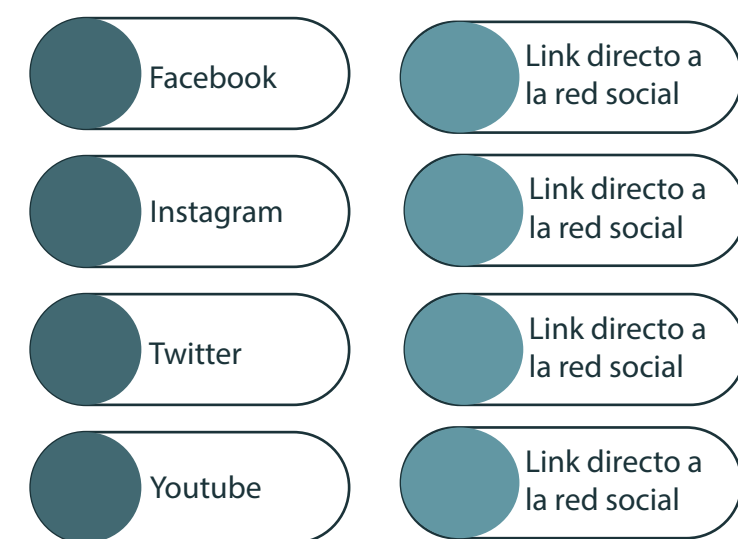 Facebook
Link directo a
la red social
Instagram
Link directo a
la red social
Twitter
Link directo a
la red social
Youtube
Link directo a
la red social